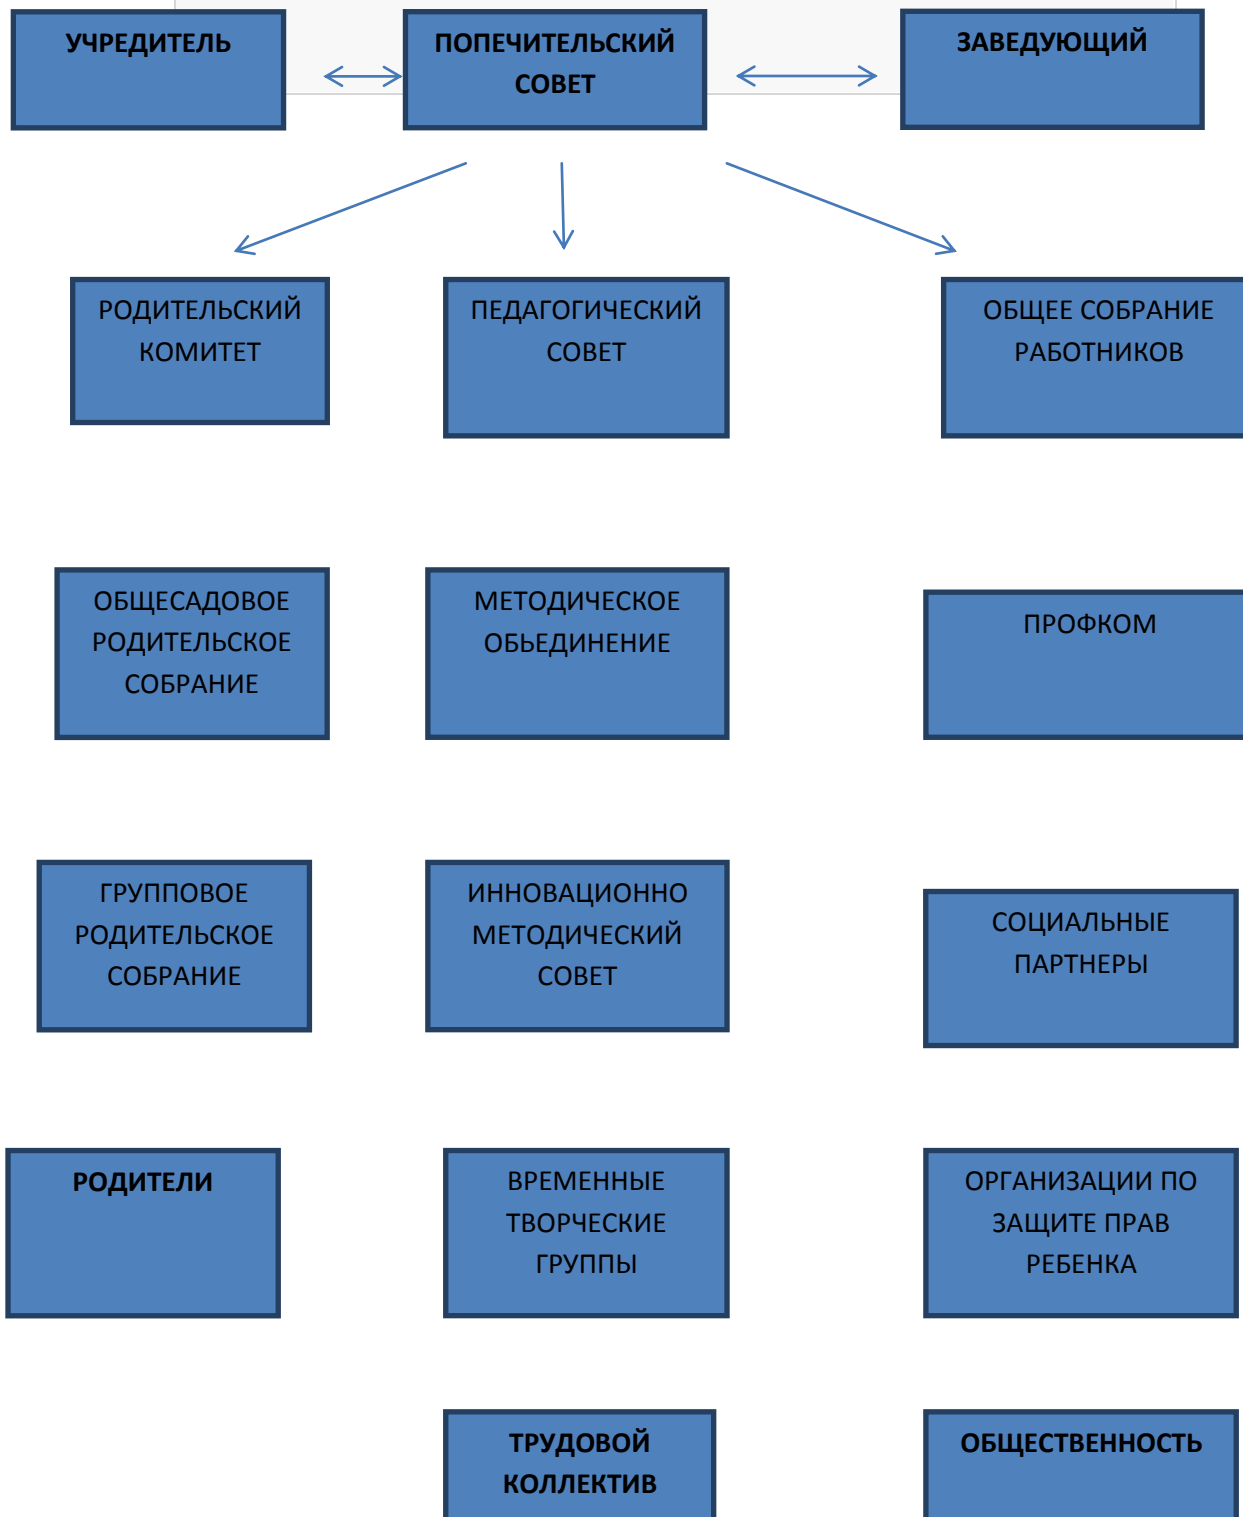 УЧРЕДИТЕЛЬ
ПОПЕЧИТЕЛЬСКИЙ
СОВЕТ
ЗАВЕДУЮЩИЙ
РОДИТЕЛЬСКИЙ
КОМИТЕТ
ПЕДАГОГИЧЕСКИЙ
СОВЕТ
ОБЩЕЕ СОБРАНИЕ
РАБОТНИКОВ
ОБЩЕСАДОВОЕ
РОДИТЕЛЬСКОЕ
СОБРАНИЕ
МЕТОДИЧЕСКОЕ
ОБЬЕДИНЕНИЕ
ПРОФКОМ
ГРУППОВОЕ
РОДИТЕЛЬСКОЕ
СОБРАНИЕ
ИННОВАЦИОННО
МЕТОДИЧЕСКИЙ
СОВЕТ
СОЦИАЛЬНЫЕ
ПАРТНЕРЫ
РОДИТЕЛИ
ВРЕМЕННЫЕ
ТВОРЧЕСКИЕ
ГРУППЫ
ОРГАНИЗАЦИИ ПО
ЗАЩИТЕ ПРАВ
РЕБЕНКА
ТРУДОВОЙ
КОЛЛЕКТИВ
ОБЩЕСТВЕННОСТЬ